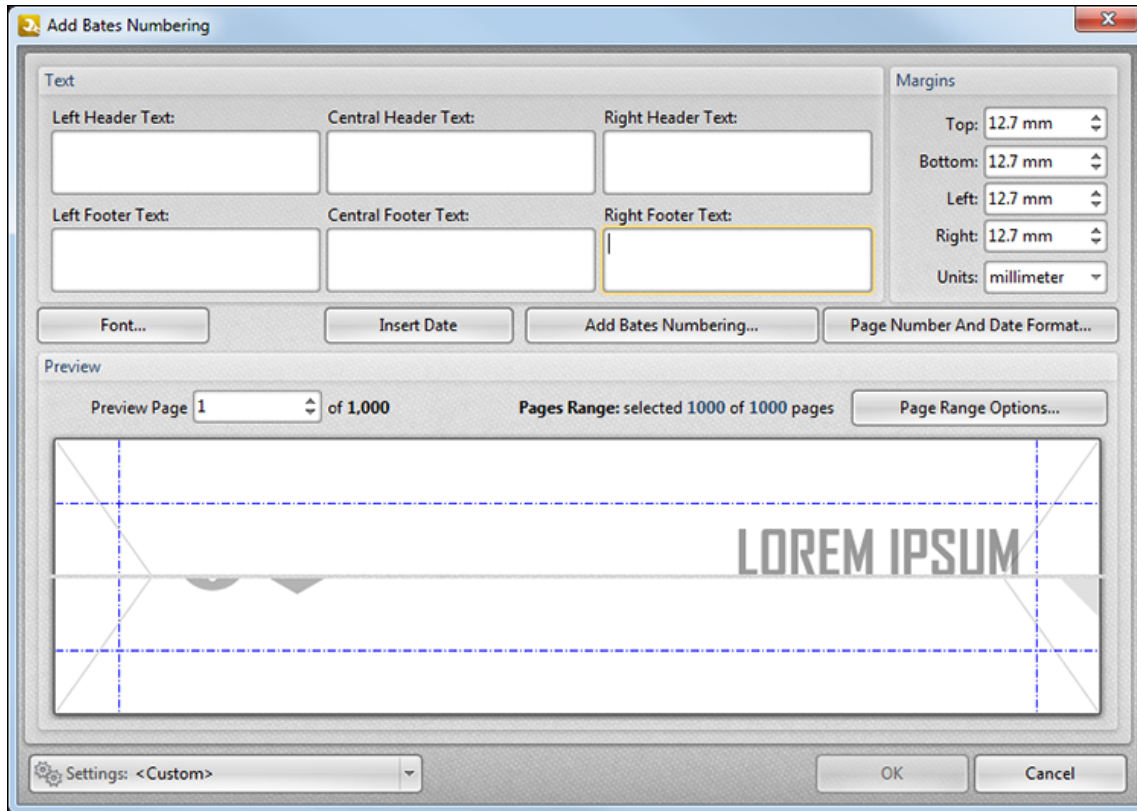 Add Bates Numbering
Text
Left Header Text:
Central Header Text:
Right Header Text:
Left Footer Text:
Central Footer Text:
Right Footer Text:
Margins
Top: 12.7 mm
Bottom: 12.7 mm
Left: 12.7 mm
Right: 12.7 mm
Units: millimeter
Font...
Insert Date
Add Bates Numbering...
Page Number And Date Format...
Preview
Preview Page 1 of 1,000
Pages Range: selected 1000 of 1000 pages
Page Range Options...
LOREM IPSUM
Settings: <Custom>
OK
Cancel